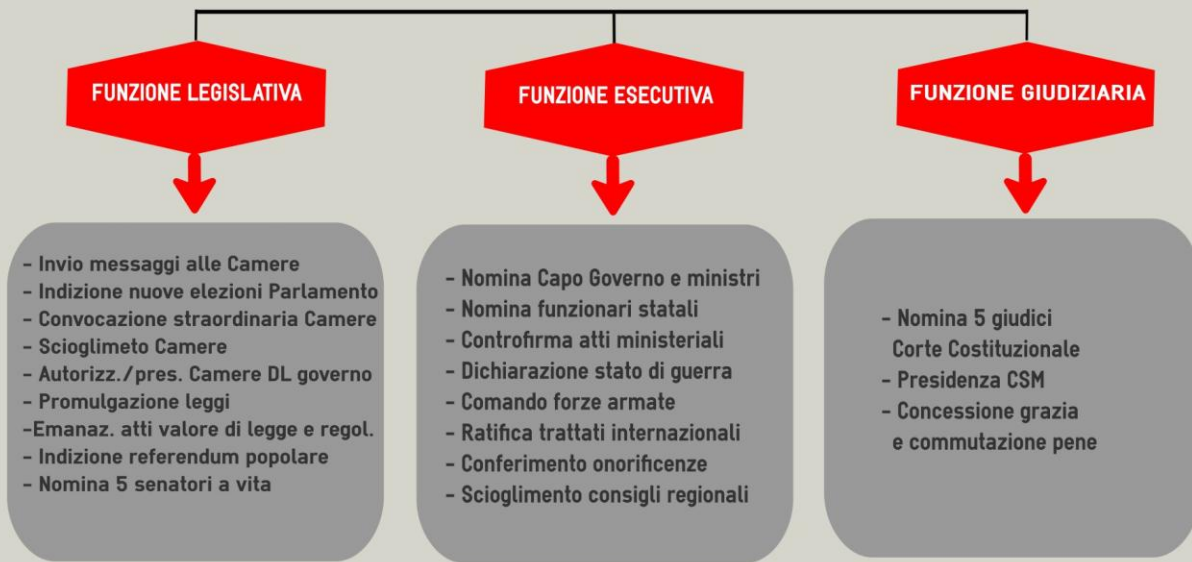 FUNZIONE LEGISLATIVA
- Invio messaggi alle Camere
- Indizione nuove elezioni Parlamento
- Convocazione straordinaria Camere
- Scioglimeto Camere
- Autorizz./pres. Camere DL governo
- Promulgazione leggi
-Emanaz. atti valore di legge e regol.
- Indizione referendum popolare
- Nomina 5 senatori a vita
FUNZIONE ESECUTIVA
- Nomina Capo Governo e ministri
- Nomina funzionari statali
- Controfirma atti ministeriali
- Dichiarazione stato di guerra
- Comando forze armate
- Ratifica trattati internazionali
- Conferimento onorificenze
- Scioglimento consigli regionali
FUNZIONE GIUDIZIARIA
- Nomina 5 giudici
Corte Costituzionale
- Presidenza CSM
- Concessione grazia
e commutazione pene